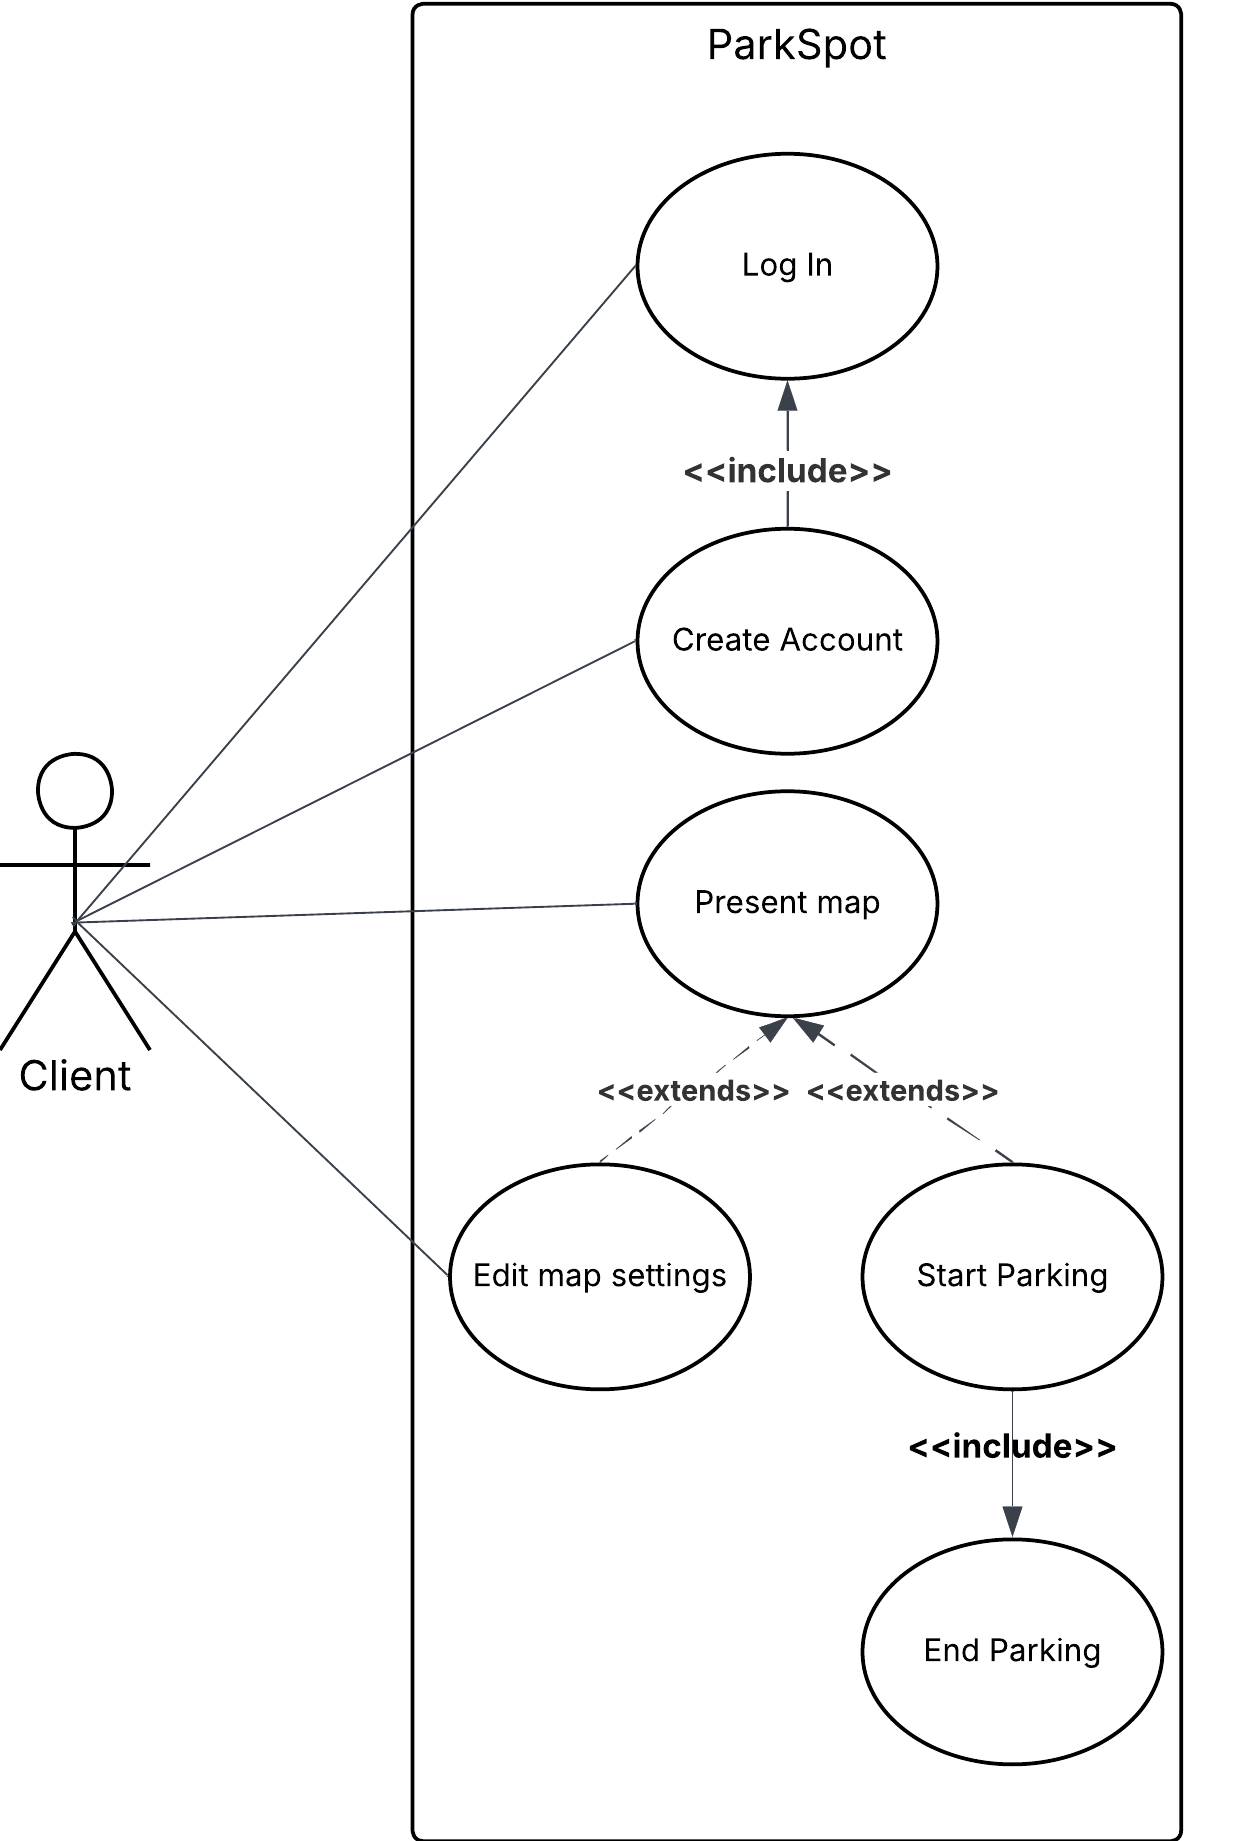 ParkSpot
Log In
<<include>>
Create Account
Present map
Client
<<extends>> <<extends>>
Edit map settings
Start Parking
<<include>>
End Parking